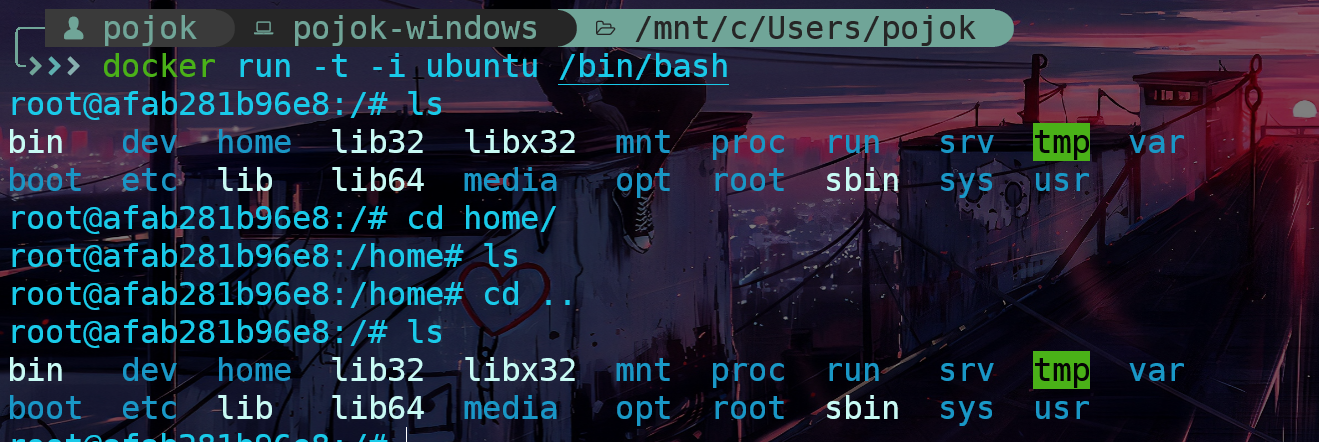 pojok pojok-windows /mnt/c/Users/pojok
>>> docker run -t -i ubuntu /bin/bash
root@afab281b96e8:/# ls
bin dev home lib32 libx32 mnt proc run srv tmp var
boot etc lib lib64 media opt root sbin sys usr
root@afab281b96e8:/# cd home/
root@afab281b96e8:/home# ls
root@afab281b96e8:/home# cd ..
root@afab281b96e8:/# ls
bin dev home lib32 libx32 mnt proc run srv tmp var
boot etc lib lib64 media opt root sbin sys usr
root@afab281b96e8:/#